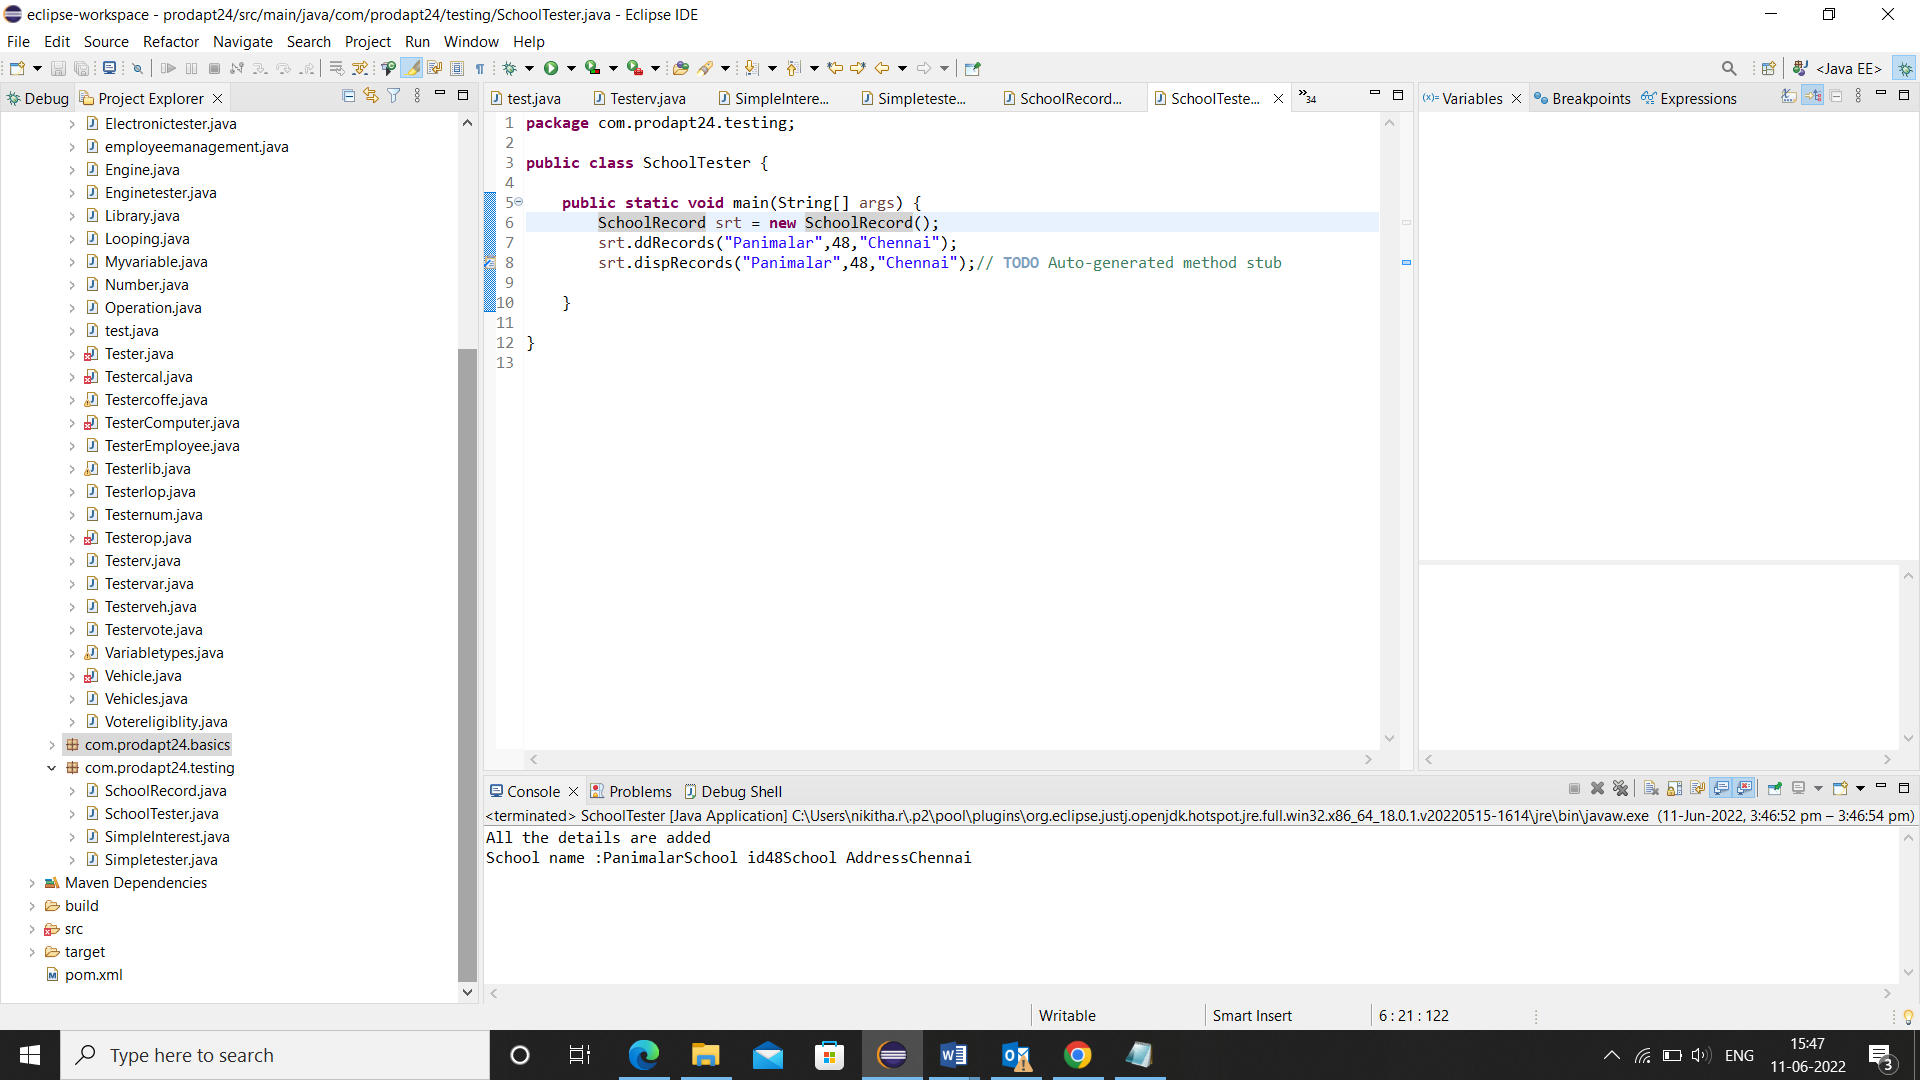 eclipse-workspace - prodapt24/src/main/java/com/prodapt24/testing/SchoolTester.java - Eclipse IDE
File Edit Source Refactor Navigate Search Project Run Window Help
<Java EE>
Debug Project Explorer
Electronictester.java
employeemanagement.java
Engine.java
Enginetester.java
Library.java
Looping.java
Myvariable.java
Number.java
Operation.java
test.java
Tester.java
Testercal.java
Testercoffe.java
TesterComputer.java
TesterEmployee.java
Testerlib.java
Testerlop.java
Testernum.java
Testerop.java
Testerv.java
Testervar.java
Testerveh.java
Testervote.java
Variabletypes.java
Vehicle.java
Vehicles.java
Votereligiblity.java
com.prodapt24.basics
com.prodapt24.testing
SchoolRecord.java
SchoolTester.java
SimpleInterest.java
Simpletester.java
Maven Dependencies
build
src
target
pom.xml
test.java Testerv.java SimpleIntere... Simpleteste... SchoolRecord... SchoolTeste... »34
1 package com.prodapt24.testing;
2
3 public class SchoolTester {
4
5 public static void main(String[] args) {
6 SchoolRecord srt = new SchoolRecord();
7 srt.ddRecords("Panimalar",48,"Chennai");
8 srt.dispRecords("Panimalar",48,"Chennai");// TODO Auto-generated method stub
9
10 }
11
12 }
13
(x)= Variables Breakpoints Expressions
Console Problems Debug Shell
<terminated> SchoolTester [Java Application] C:\Users\nikitha.r\.p2\pool\plugins\org.eclipse.justj.openjdk.hotspot.jre.full.win32.x86_64_18.0.1.v20220515-1614\jre\bin\javaw.exe (11-Jun-2022, 3:46:52 pm – 3:46:54 pm)
All the details are added
School name :PanimalarSchool id48School AddressChennai
Writable Smart Insert 6 : 21 : 122
Type here to search
ENG
15:47
11-06-2022
3